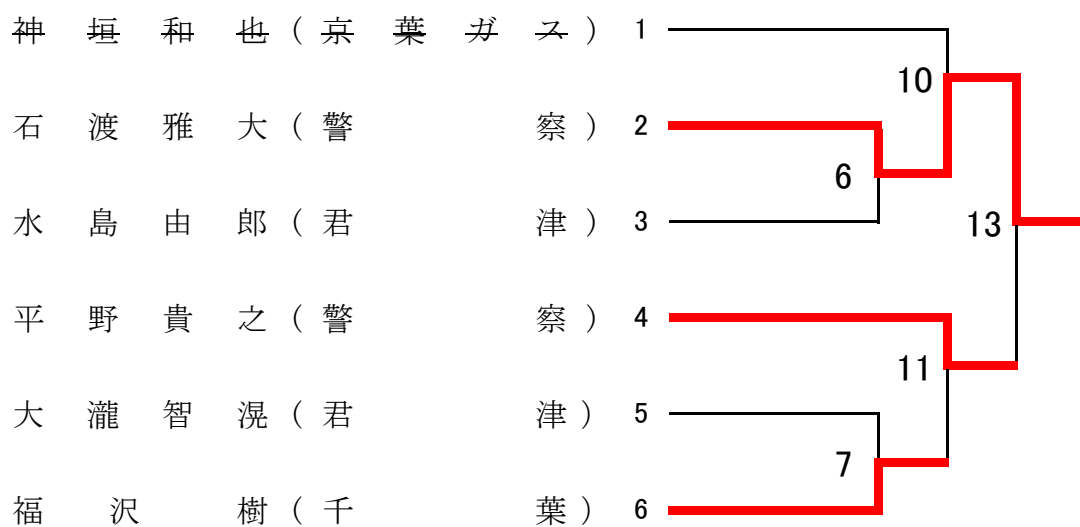 神垣和也(京葉ガス) 1
10
石渡雅大(警察) 2
6
水島由郎(君津) 3
13
平野貴之(警察) 4
11
大瀧智滉(君津) 5
7
福沢樹(千葉) 6